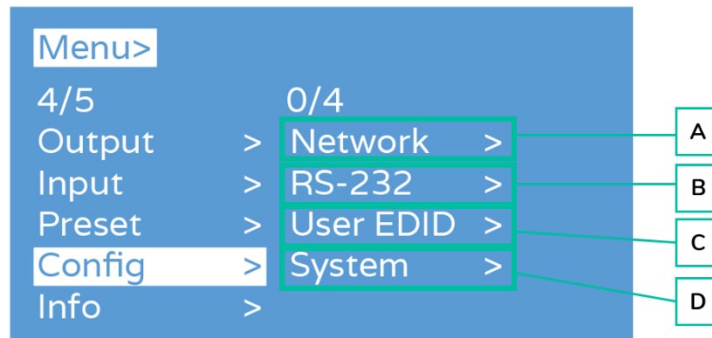 Menu>
4/5 0/4
Output > Network > A
Input > RS-232 > B
Preset > User EDID > C
Config > System > D
Info >